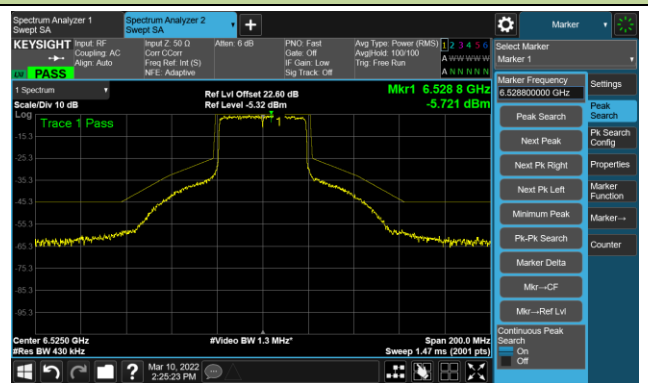 Spectrum Analyzer 1
Swept SA
Spectrum Analyzer 2
Swept SA
Marker
KEYSIGHT
Input: RF
Coupling: AC
Align: Auto
Input Z: 50 Ω
Corr CCorr
Freq Ref: Int (S)
NFE: Adaptive
Atten: 6 dB
PNO: Fast
Gate: Off
IF Gain: Low
Sig Track: Off
Avg Type: Power (RMS)
Avg|Hold: 100/100
Trig: Free Run
1 2 3 4 5 6
A W W W W W
A N N N N N
PASS
Select Marker
Marker 1
1 Spectrum
Scale/Div 10 dB
Ref Lvl Offset 22.60 dB
Ref Level -5.32 dBm
Mkr1 6.528 8 GHz
-5.721 dBm
Log
Trace 1 Pass
1
-15.3
-25.3
-35.3
-45.3
-55.3
-65.3
-75.3
-85.3
-95.3
Center 6.5250 GHz
#Res BW 430 kHz
#Video BW 1.3 MHz*
Span 200.0 MHz
Sweep 1.47 ms (2001 pts)
Marker Frequency
6.528800000 GHz
Peak Search
Next Peak
Next Pk Right
Next Pk Left
Minimum Peak
Pk-Pk Search
Marker Delta
Mkr→CF
Mkr→Ref Lvl
Continuous Peak
Search
On
Off
Settings
Peak
Search
Pk Search
Config
Properties
Marker
Function
Marker→
Counter
Mar 10, 2022
2:25:23 PM